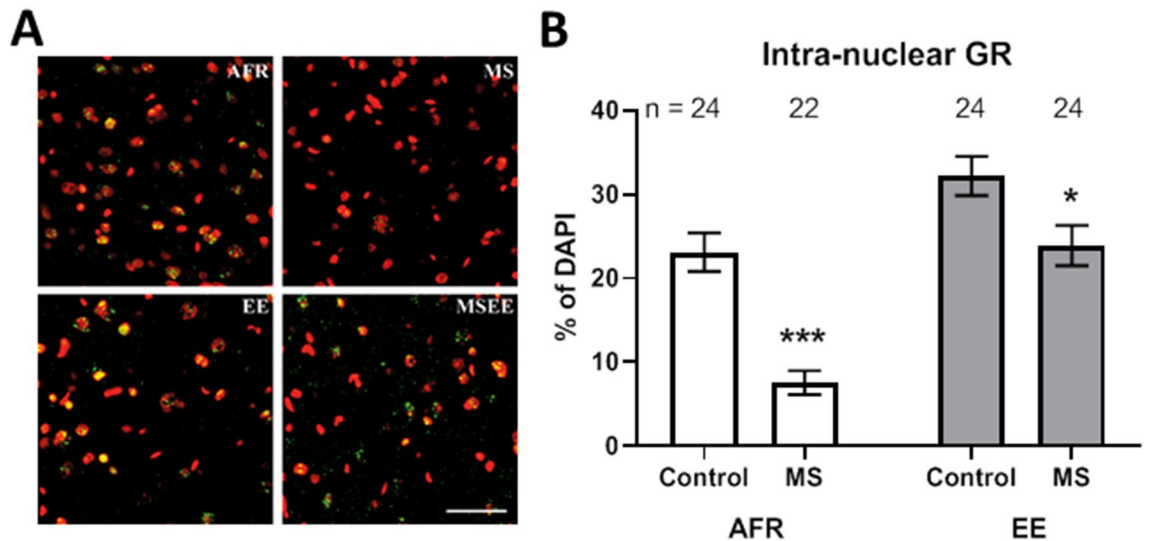 A
AFR
MS
EE
MSEE
B
Intra-nuclear GR
n = 24 22 24 24
% of DAPI
40
30
20
10
0
***
*
Control MS Control MS
AFR EE